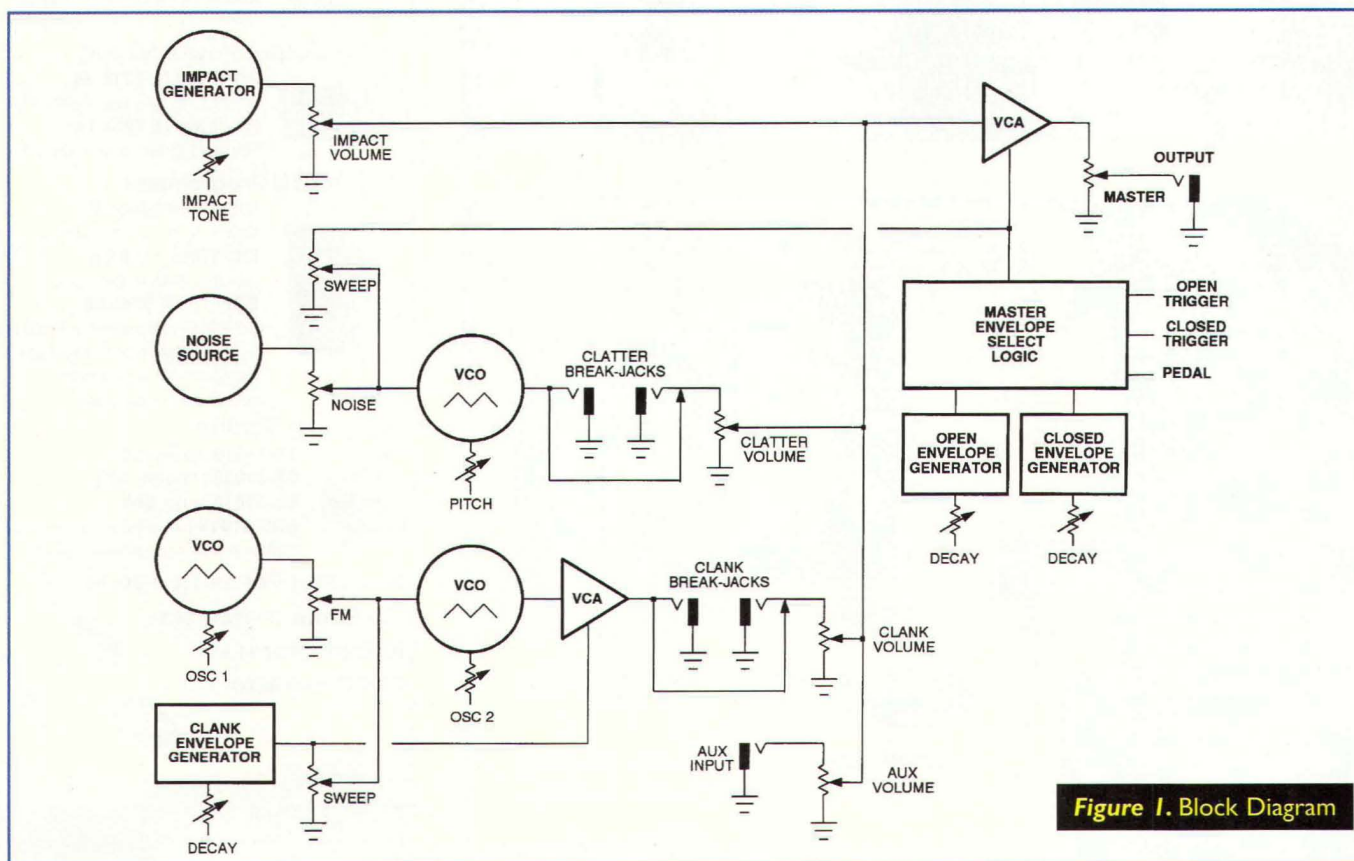 IMPACT
GENERATOR
IMPACT
VOLUME
IMPACT
TONE
VCA
OUTPUT
MASTER
SWEEP
NOISE
SOURCE
NOISE
VCO
PITCH
CLATTER
BREAK-JACKS
CLATTER
VOLUME
MASTER
ENVELOPE
SELECT
LOGIC
OPEN
TRIGGER
CLOSED
TRIGGER
PEDAL
OPEN
ENVELOPE
GENERATOR
CLOSED
ENVELOPE
GENERATOR
DECAY
DECAY
VCO
FM
OSC 1
VCO
OSC 2
VCA
CLANK
BREAK-JACKS
CLANK
VOLUME
CLANK
ENVELOPE
GENERATOR
SWEEP
DECAY
AUX
INPUT
AUX
VOLUME
Figure 1. Block Diagram